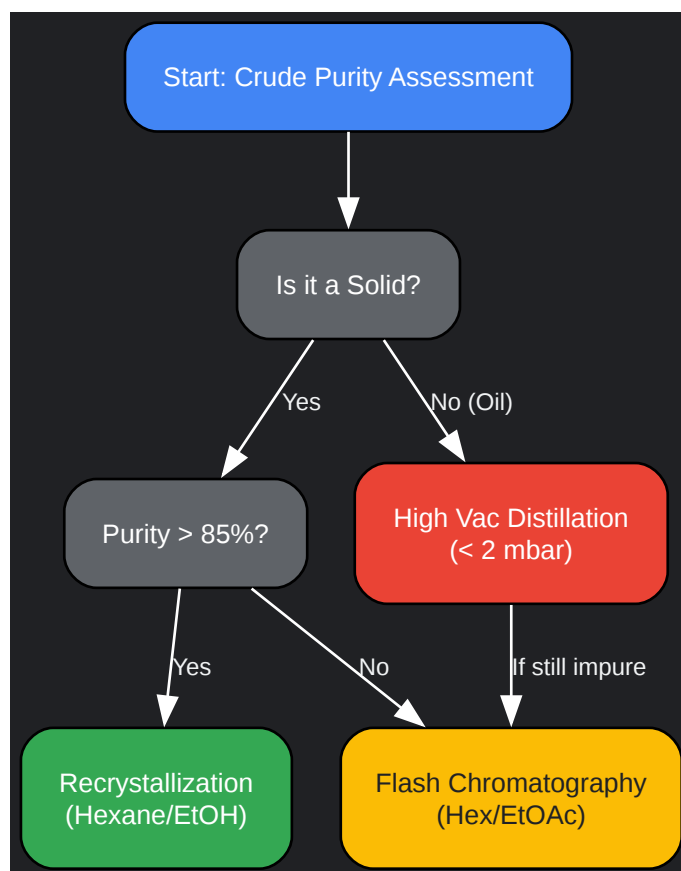 Start: Crude Purity Assessment
Is it a Solid?
Yes
No (Oil)
Purity > 85%?
High Vac Distillation
(< 2 mbar)
Yes
No
If still impure
Recrystallization
(Hexane/EtOH)
Flash Chromatography
(Hex/EtOAc)